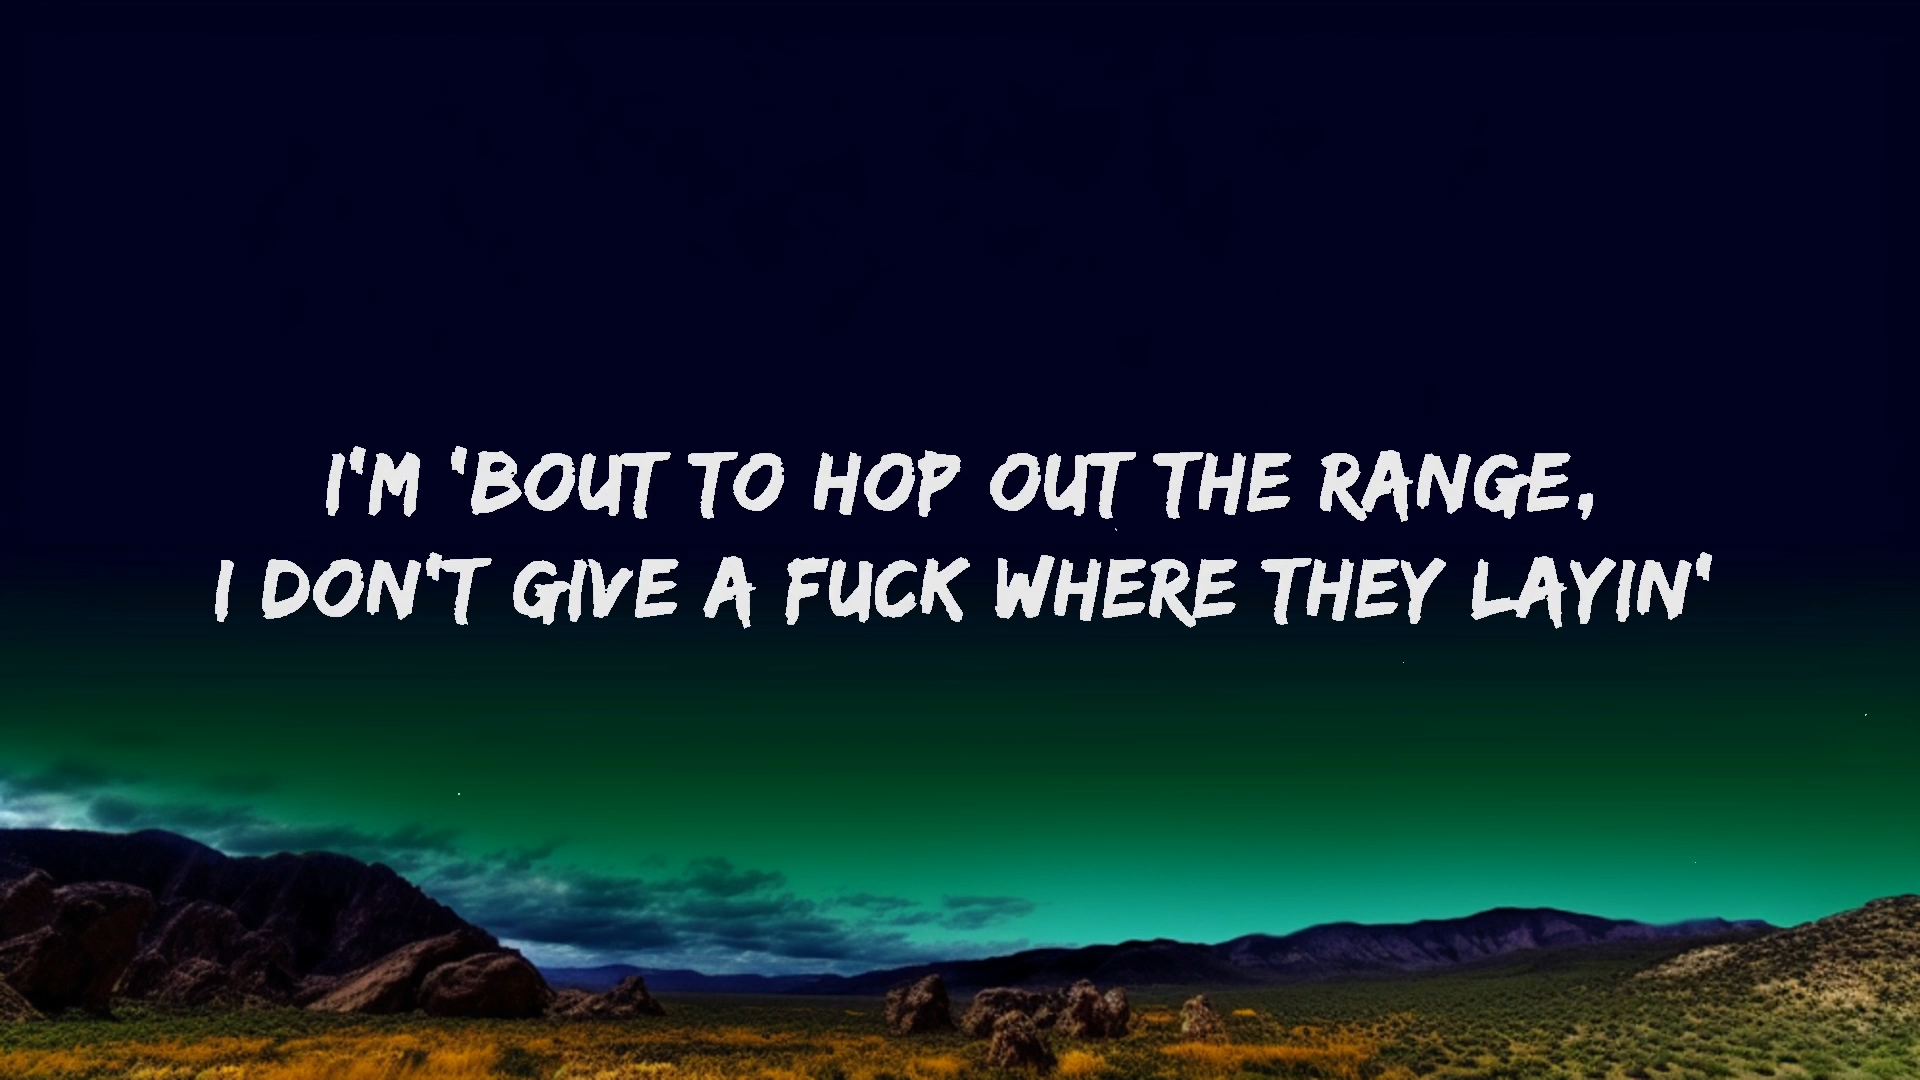 I'M 'BOUT TO HOP OUT THE RANGE,
I DON'T GIVE A FUCK WHERE THEY LAYIN'